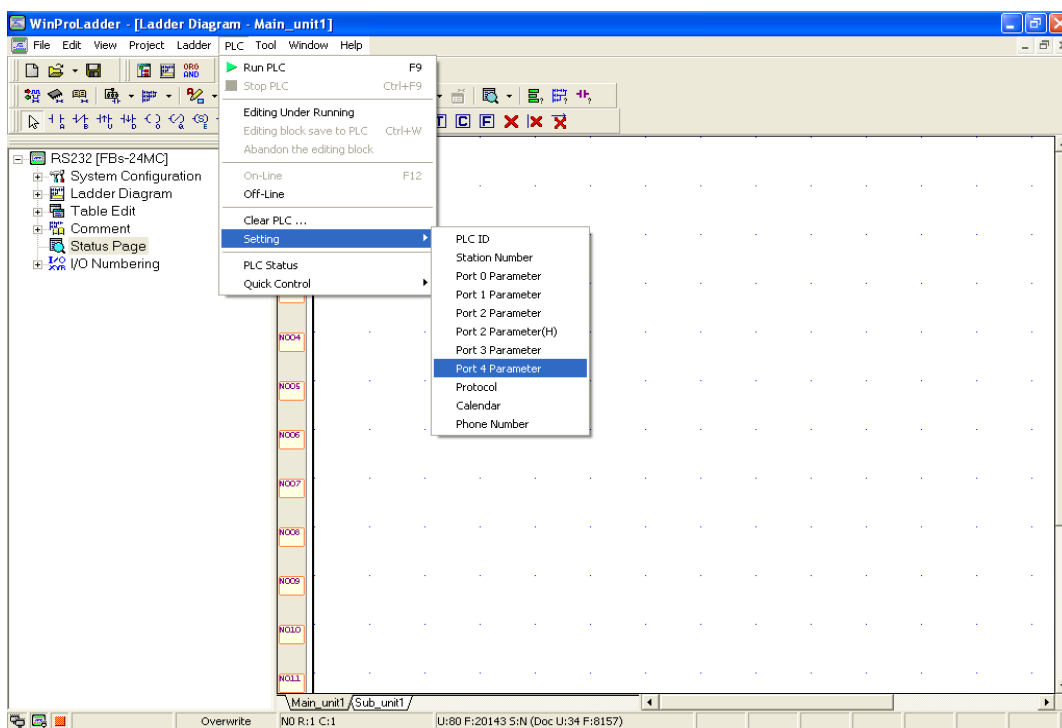 WinProLadder - [Ladder Diagram - Main_unit1]
File Edit View Project Ladder PLC Tool Window Help
ORG
AND
Run PLC F9
Stop PLC Ctrl+F9
Editing Under Running
Editing block save to PLC Ctrl+W
Abandon the editing block
On-Line F12
Off-Line
Clear PLC ...
Setting
PLC Status
Quick Control
PLC ID
Station Number
Port 0 Parameter
Port 1 Parameter
Port 2 Parameter
Port 2 Parameter(H)
Port 3 Parameter
Port 4 Parameter
Protocol
Calendar
Phone Number
T C F
RS232 [FBs-24MC]
System Configuration
Ladder Diagram
Table Edit
Comment
Status Page
I/O Numbering
N004
N005
N006
N007
N008
N009
N010
N011
Main_unit1 Sub_unit1
Overwrite N0 R:1 C:1 U:80 F:20143 S:N (Doc U:34 F:8157)